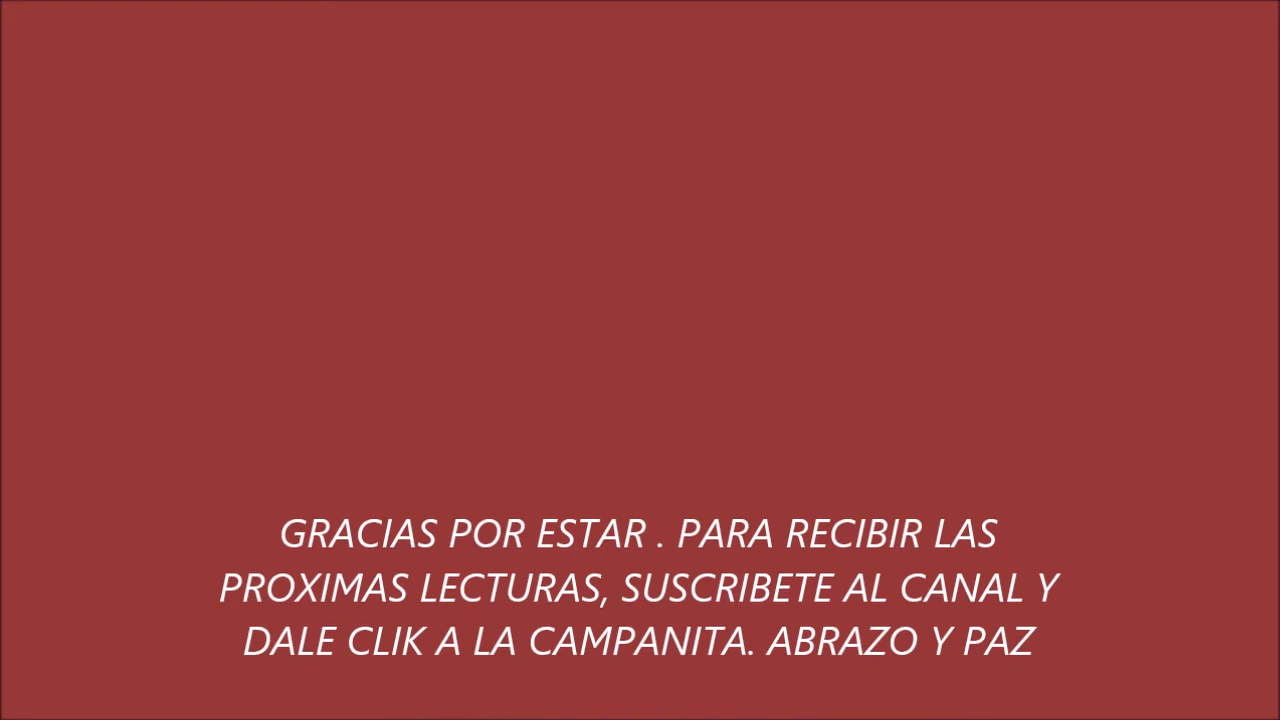 GRACIAS POR ESTAR . PARA RECIBIR LAS
PROXIMAS LECTURAS, SUSCRIBETE AL CANAL Y
DALE CLIK A LA CAMPANITA. ABRAZO Y PAZ